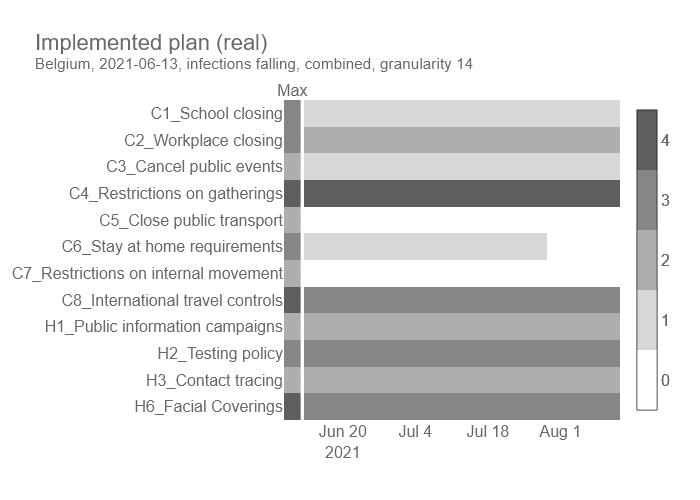 Implemented plan (real)
Belgium, 2021-06-13, infections falling, combined, granularity 14
Max
C1_School closing
C2_Workplace closing
C3_Cancel public events
C4_Restrictions on gatherings
C5_Close public transport
C6_Stay at home requirements
C7_Restrictions on internal movement
C8_International travel controls
H1_Public information campaigns
H2_Testing policy
H3_Contact tracing
H6_Facial Coverings
Jun 20 Jul 4 Jul 18 Aug 1
2021
4
3
2
1
0